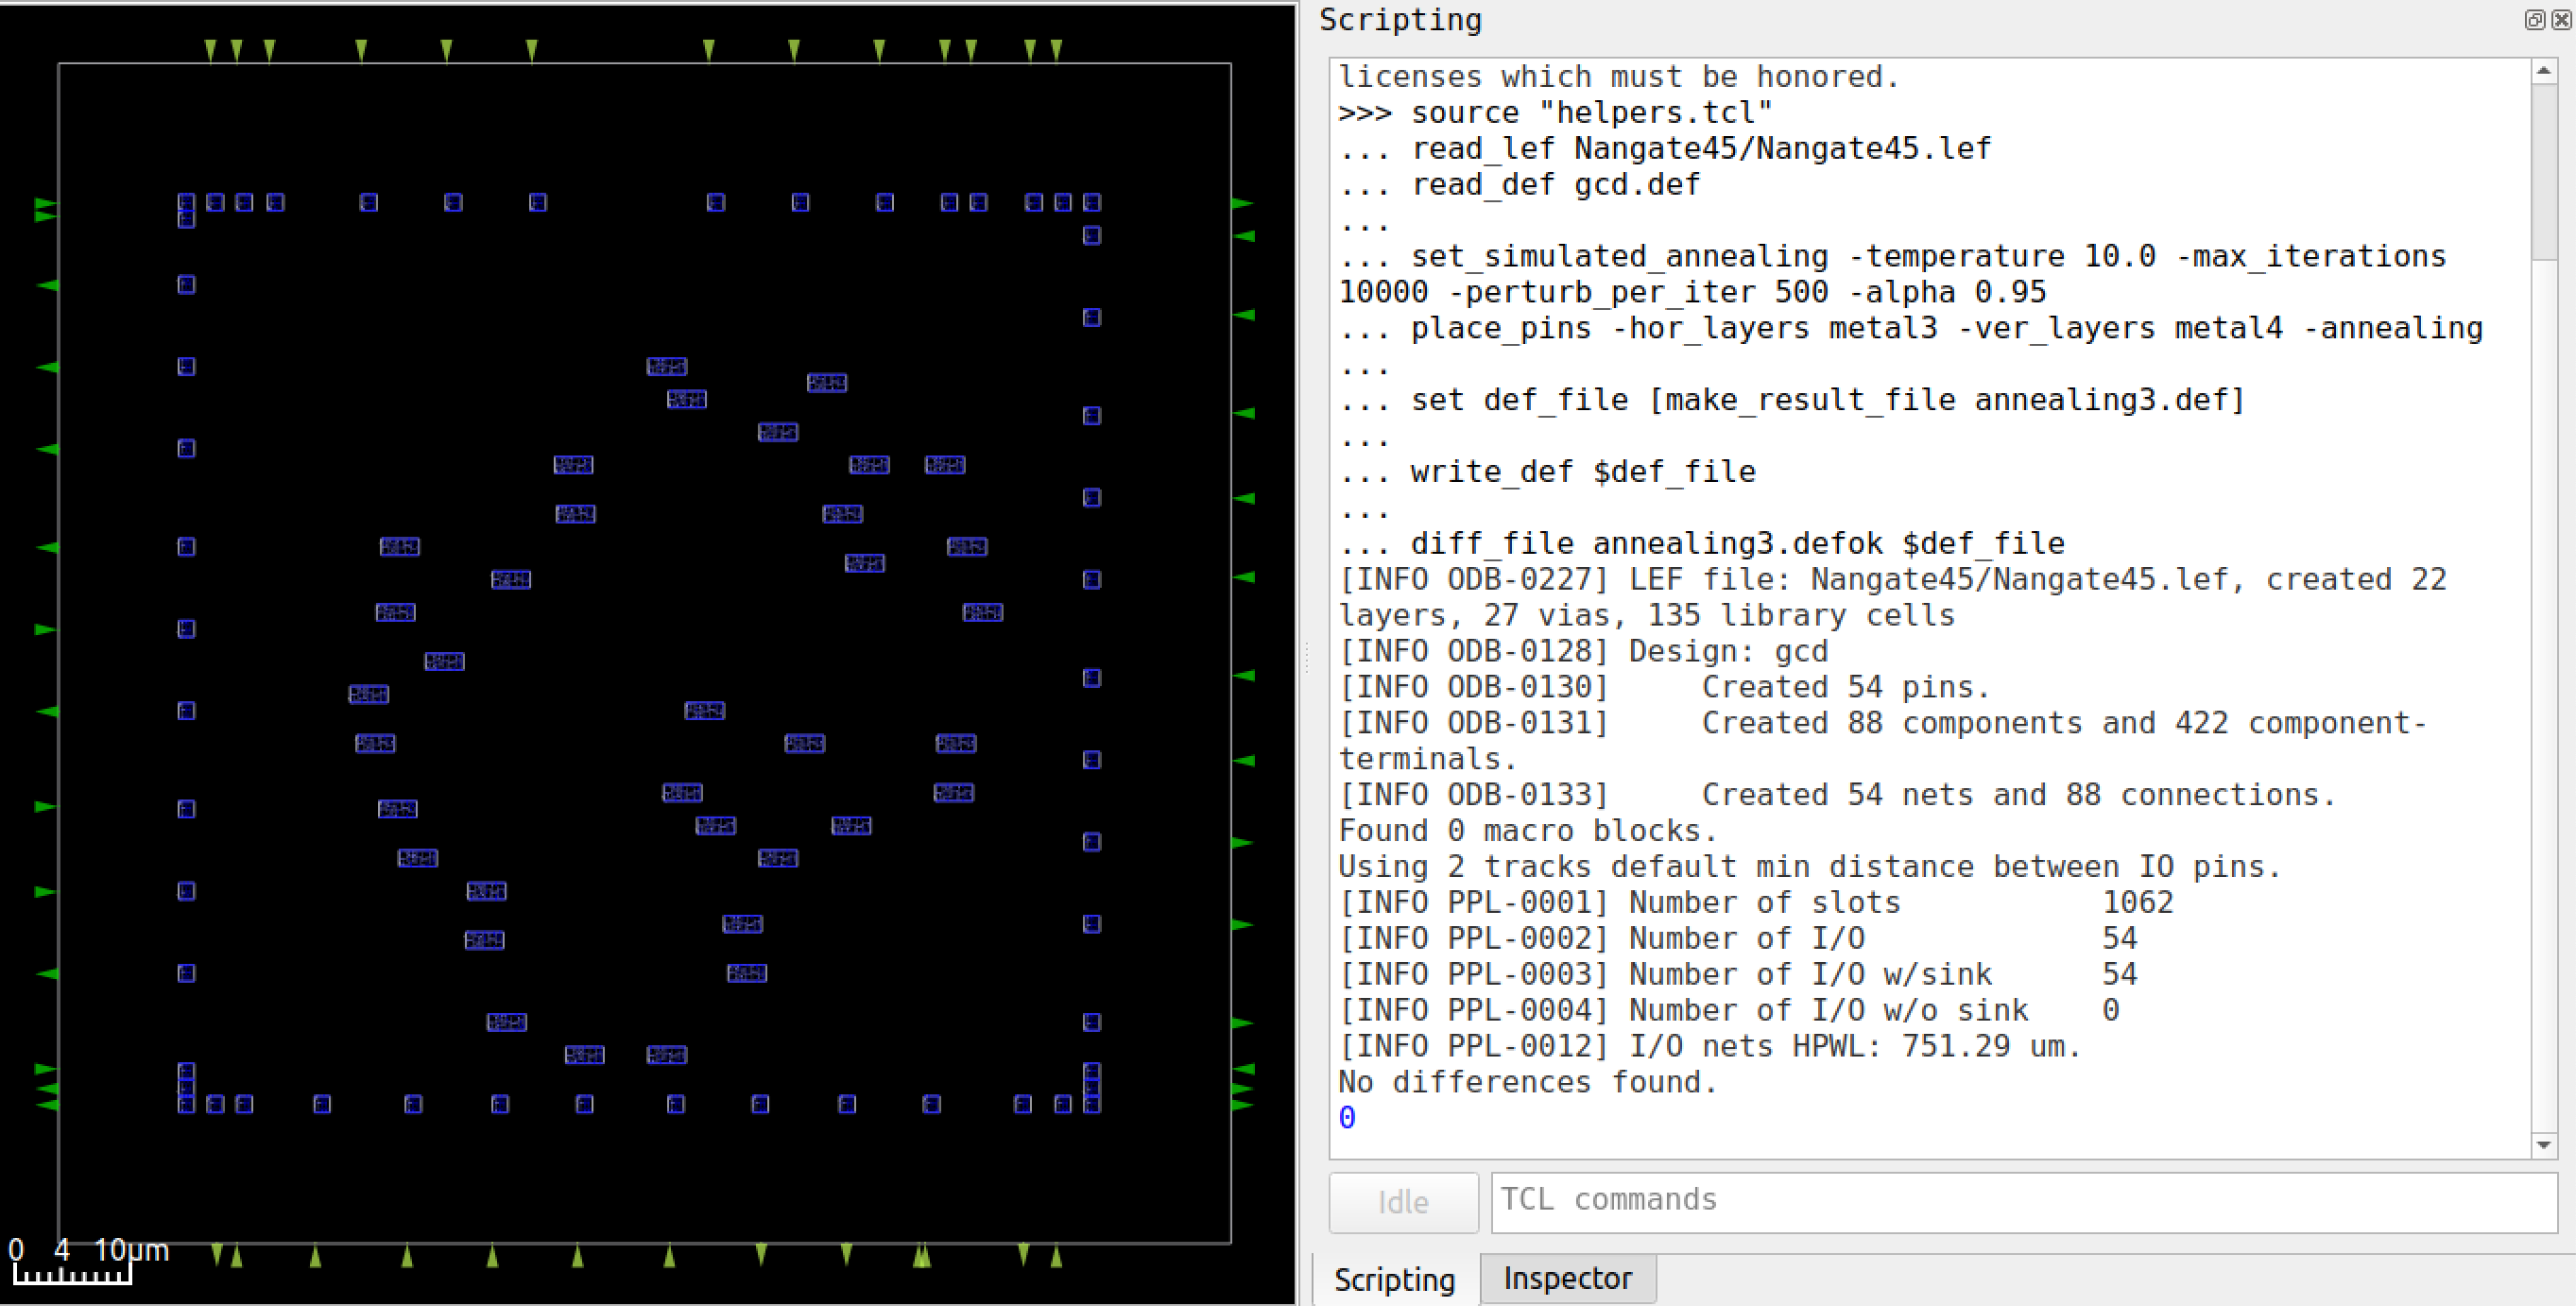 Scripting
licenses which must be honored.
>>> source "helpers.tcl"
... read_lef Nangate45/Nangate45.lef
... read_def gcd.def
...
... set_simulated_annealing -temperature 10.0 -max_iterations
10000 -perturb_per_iter 500 -alpha 0.95
... place_pins -hor_layers metal3 -ver_layers metal4 -annealing
...
... set def_file [make_result_file annealing3.def]
...
... write_def $def_file
...
... diff_file annealing3.defok $def_file
[INFO ODB-0227] LEF file: Nangate45/Nangate45.lef, created 22
layers, 27 vias, 135 library cells
[INFO ODB-0128] Design: gcd
[INFO ODB-0130]     Created 54 pins.
[INFO ODB-0131]     Created 88 components and 422 component-
terminals.
[INFO ODB-0133]     Created 54 nets and 88 connections.
Found 0 macro blocks.
Using 2 tracks default min distance between IO pins.
[INFO PPL-0001] Number of slots           1062
[INFO PPL-0002] Number of I/O             54
[INFO PPL-0003] Number of I/O w/sink      54
[INFO PPL-0004] Number of I/O w/o sink    0
[INFO PPL-0012] I/O nets HPWL: 751.29 um.
No differences found.
0
Idle
TCL commands
Scripting
Inspector
0 4 10µm